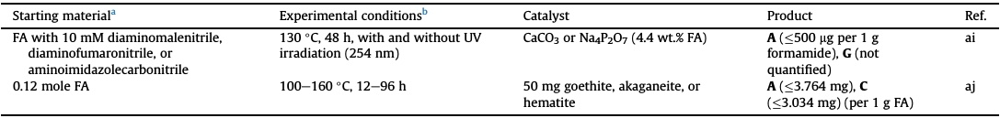 Starting materialᵃ Experimental conditionsᵇ Catalyst Product Ref.
FA with 10 mM diaminomalenitrile, 130 °C, 48 h, with and without UV CaCO₃ or Na₄P₂O₇ (4.4 wt.% FA) A (≤500 μg per 1 g ai
diaminofumaronitrile, or irradiation (254 nm) formamide), G (not
aminoimidazolecarbonitrile quantified)
0.12 mole FA 100–160 °C, 12–96 h 50 mg goethite, akaganeite, or A (≤3.764 mg), C aj
hematite (≤3.034 mg) (per 1 g FA)